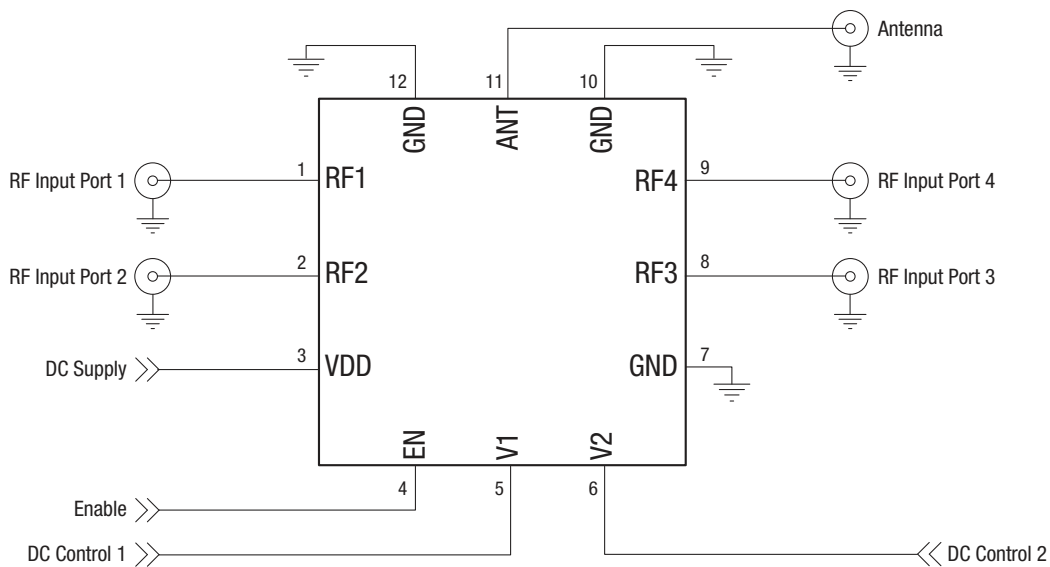 Antenna
12
11
10
GND
ANT
GND
RF Input Port 1
1
RF1
RF4
9
RF Input Port 4
RF Input Port 2
2
RF2
RF3
8
RF Input Port 3
DC Supply
3
VDD
GND
7
EN
V1
V2
4
5
6
Enable
DC Control 1
DC Control 2